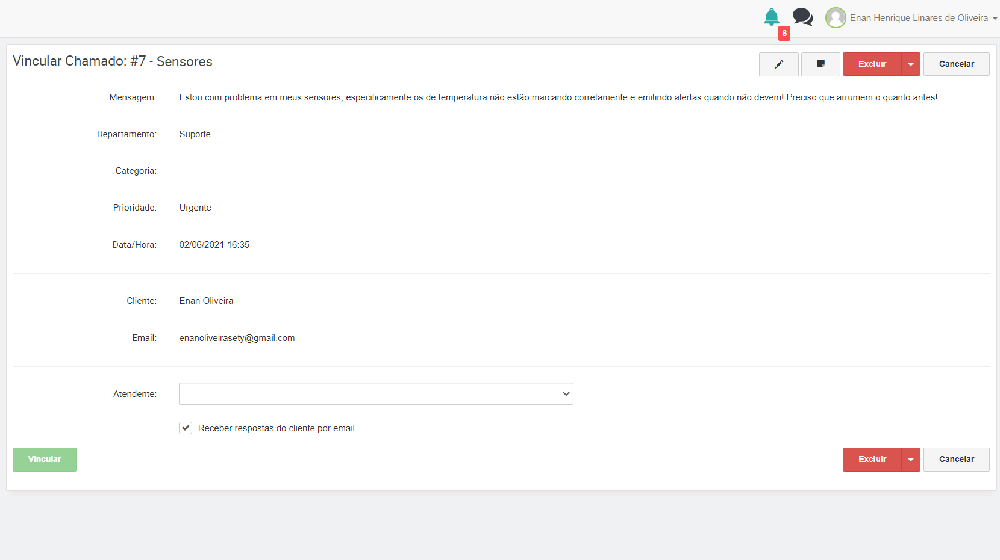 6
Enan Henrique Linares de Oliveira
Vincular Chamado: #7 - Sensores
Excluir
Cancelar
Mensagem: Estou com problema em meus sensores, especificamente os de temperatura não estão marcando corretamente e emitindo alertas quando não devem! Preciso que arrumem o quanto antes!
Departamento: Suporte
Categoria:
Prioridade: Urgente
Data/Hora: 02/06/2021 16:35
Cliente: Enan Oliveira
Email: enanoliveirasety@gmail.com
Atendente:
Receber respostas do cliente por email
Vincular
Excluir
Cancelar